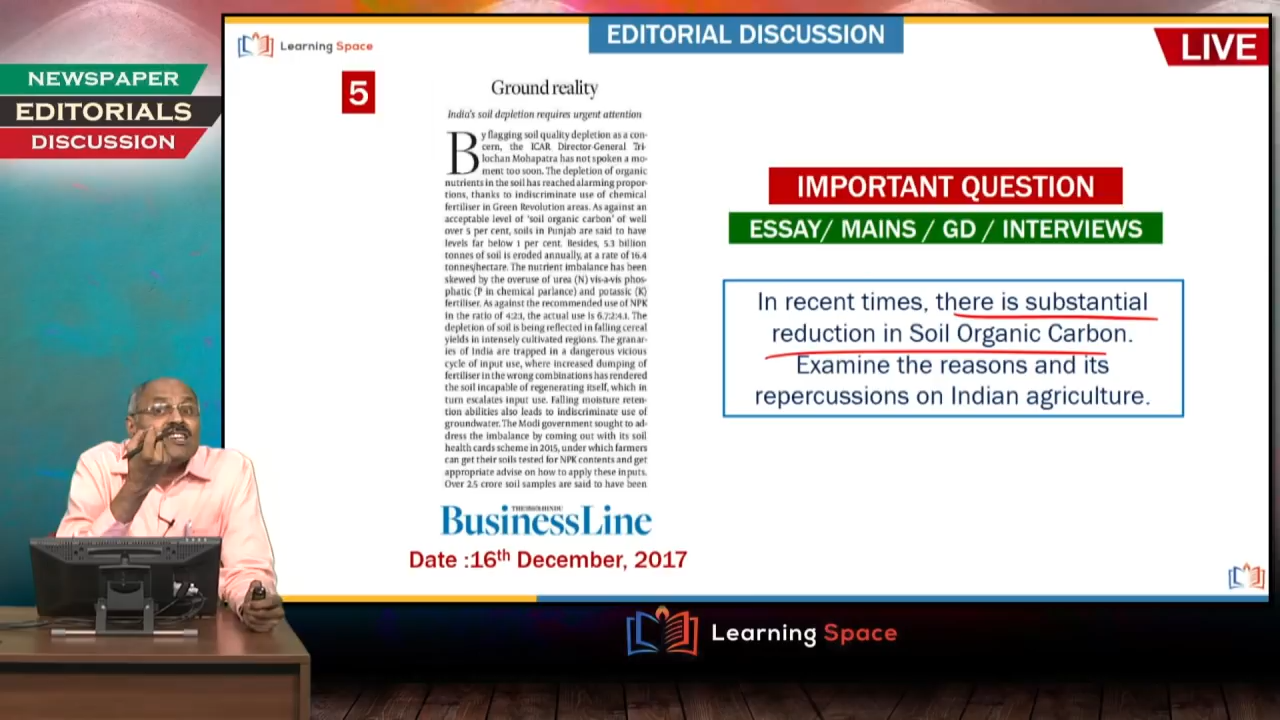 NEWSPAPER
EDITORIALS
DISCUSSION
Learning Space
EDITORIAL DISCUSSION
LIVE
5
Ground reality
India's soil depletion requires urgent attention
By flagging soil quality depletion as a con-
cern, the ICAR Director-General Tri-
lochan Mohapatra has not spoken a mo-
ment too soon. The depletion of organic
nutrients in the soil has reached alarming propor-
tions, thanks to indiscriminate use of chemical
fertiliser in Green Revolution areas. As against an
acceptable level of 'soil organic carbon' of well
over 5 per cent, soils in Punjab are said to have
levels far below 1 per cent. Besides, 5.3 billion
tonnes of soil is eroded annually, at a rate of 16.4
tonnes/hectare. The nutrient imbalance has been
skewed by the overuse of urea (N) vis-a-vis phos-
phatic (P in chemical parlance) and potassic (K)
fertiliser. As against the recommended use of NPK
in the ratio of 4:2:1, the actual use is 6.7:2:4.1. The
depletion of soil is being reflected in falling cereal
yields in intensely cultivated regions. The granar-
ies of India are trapped in a dangerous vicious
cycle of input use, where increased dumping of
fertiliser in the wrong combinations has rendered
the soil incapable of regenerating itself, which in
turn escalates input use. Falling moisture reten-
tion abilities also leads to indiscriminate use of
groundwater. The Modi government sought to ad-
dress the imbalance by coming out with its soil
health cards scheme in 2015, under which farmers
can get their soils tested for NPK contents and get
appropriate advise on how to apply these inputs.
Over 2.5 crore soil samples are said to have been
THE HINDU
BusinessLine
Date :16th December, 2017
IMPORTANT QUESTION
ESSAY/ MAINS / GD / INTERVIEWS
In recent times, there is substantial
reduction in Soil Organic Carbon.
Examine the reasons and its
repercussions on Indian agriculture.
Learning Space